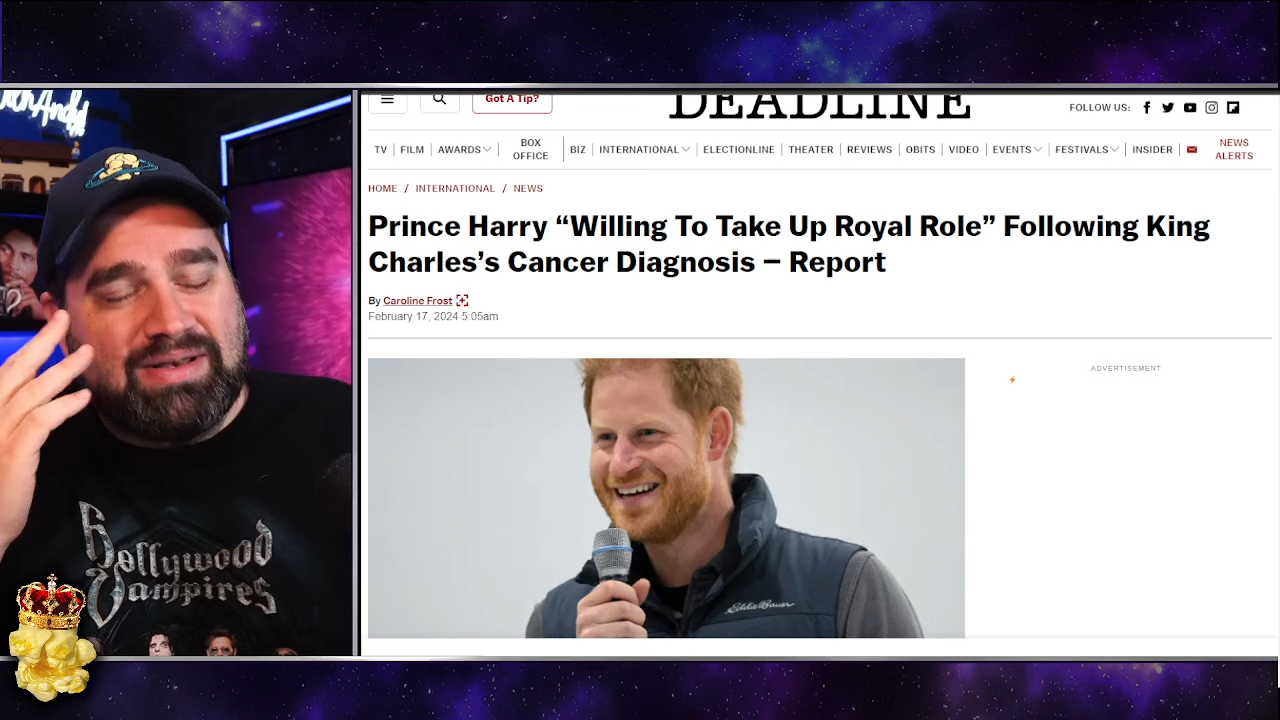 DEADLINE
Got A Tip?
FOLLOW US:
TV FILM AWARDS BOX OFFICE BIZ INTERNATIONAL ELECTIONLINE THEATER REVIEWS OBITS VIDEO EVENTS FESTIVALS INSIDER NEWS ALERTS
HOME / INTERNATIONAL / NEWS
Prince Harry “Willing To Take Up Royal Role” Following King
Charles’s Cancer Diagnosis – Report
By Caroline Frost
February 17, 2024 5:05am
ADVERTISEMENT
Eddie Bauer
Hollywood
Vampires